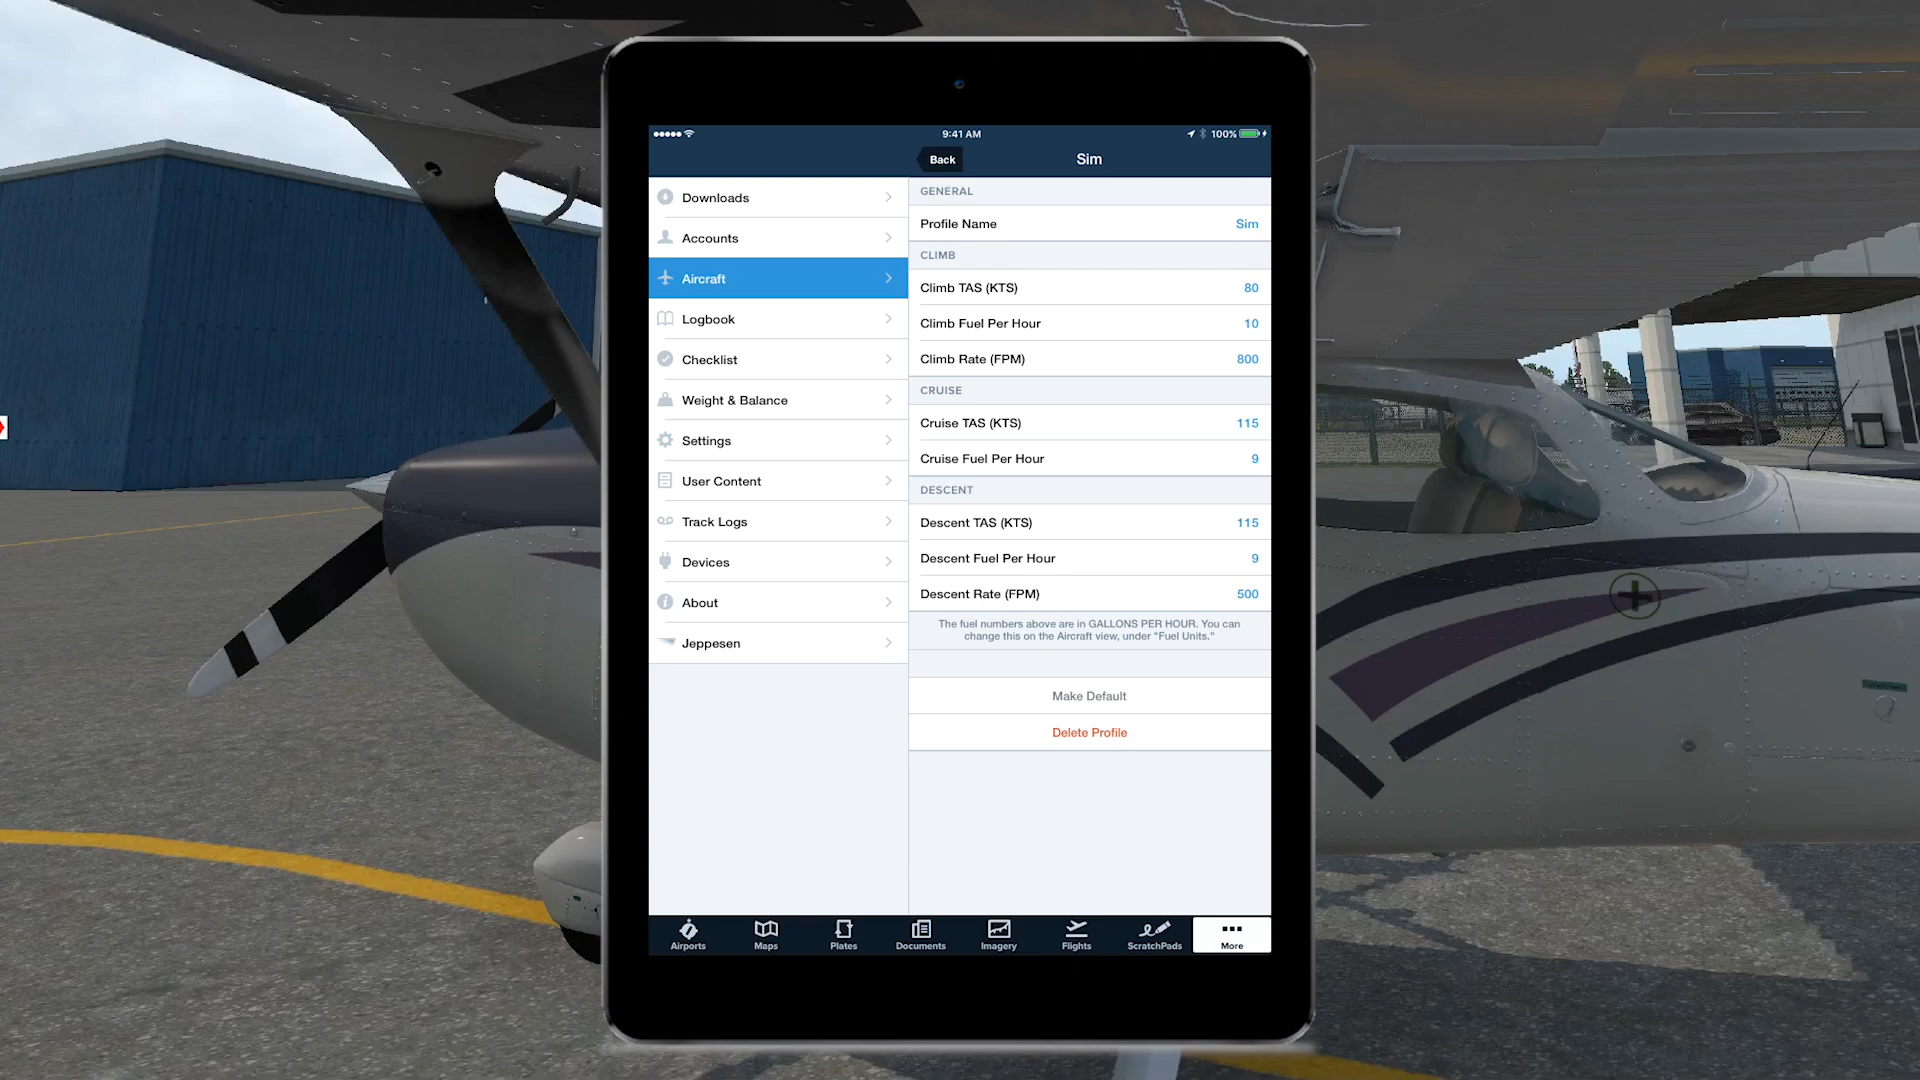 9:41 AM
100%
Back
Sim
Downloads
Accounts
Aircraft
Logbook
Checklist
Weight & Balance
Settings
User Content
Track Logs
Devices
About
Jeppesen
GENERAL
Profile Name Sim
CLIMB
Climb TAS (KTS) 80
Climb Fuel Per Hour 10
Climb Rate (FPM) 800
CRUISE
Cruise TAS (KTS) 115
Cruise Fuel Per Hour 9
DESCENT
Descent TAS (KTS) 115
Descent Fuel Per Hour 9
Descent Rate (FPM) 500
The fuel numbers above are in GALLONS PER HOUR. You can
change this on the Aircraft view, under "Fuel Units."
Make Default
Delete Profile
Airports Maps Plates Documents Imagery Flights ScratchPads More